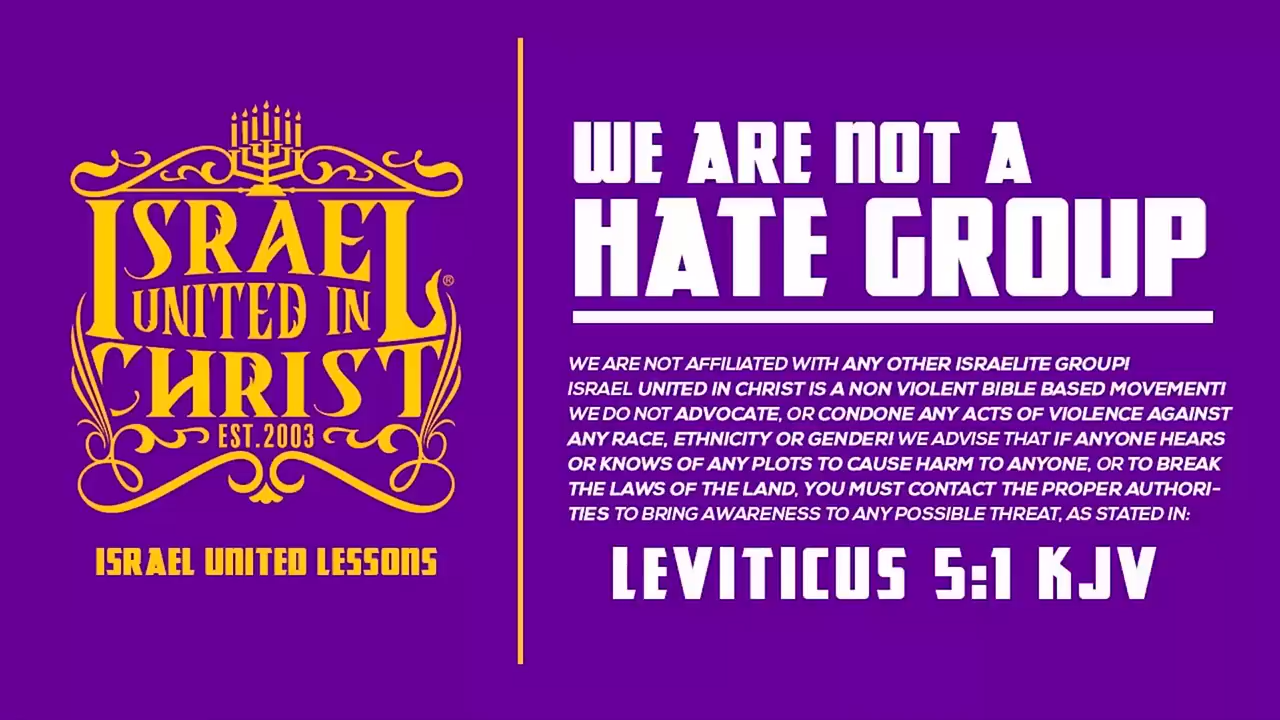 ISRAEL
UNITED IN
CHRIST
EST. 2003
®
ISRAEL UNITED LESSONS
WE ARE NOT A
HATE GROUP
WE ARE NOT AFFILIATED WITH ANY OTHER ISRAELITE GROUP!
ISRAEL UNITED IN CHRIST IS A NON VIOLENT BIBLE BASED MOVEMENT!
WE DO NOT ADVOCATE, OR CONDONE ANY ACTS OF VIOLENCE AGAINST
ANY RACE, ETHNICITY OR GENDER! WE ADVISE THAT IF ANYONE HEARS
OR KNOWS OF ANY PLOTS TO CAUSE HARM TO ANYONE, OR TO BREAK
THE LAWS OF THE LAND, YOU MUST CONTACT THE PROPER AUTHORI-
TIES TO BRING AWARENESS TO ANY POSSIBLE THREAT, AS STATED IN:
LEVITICUS 5:1 KJV